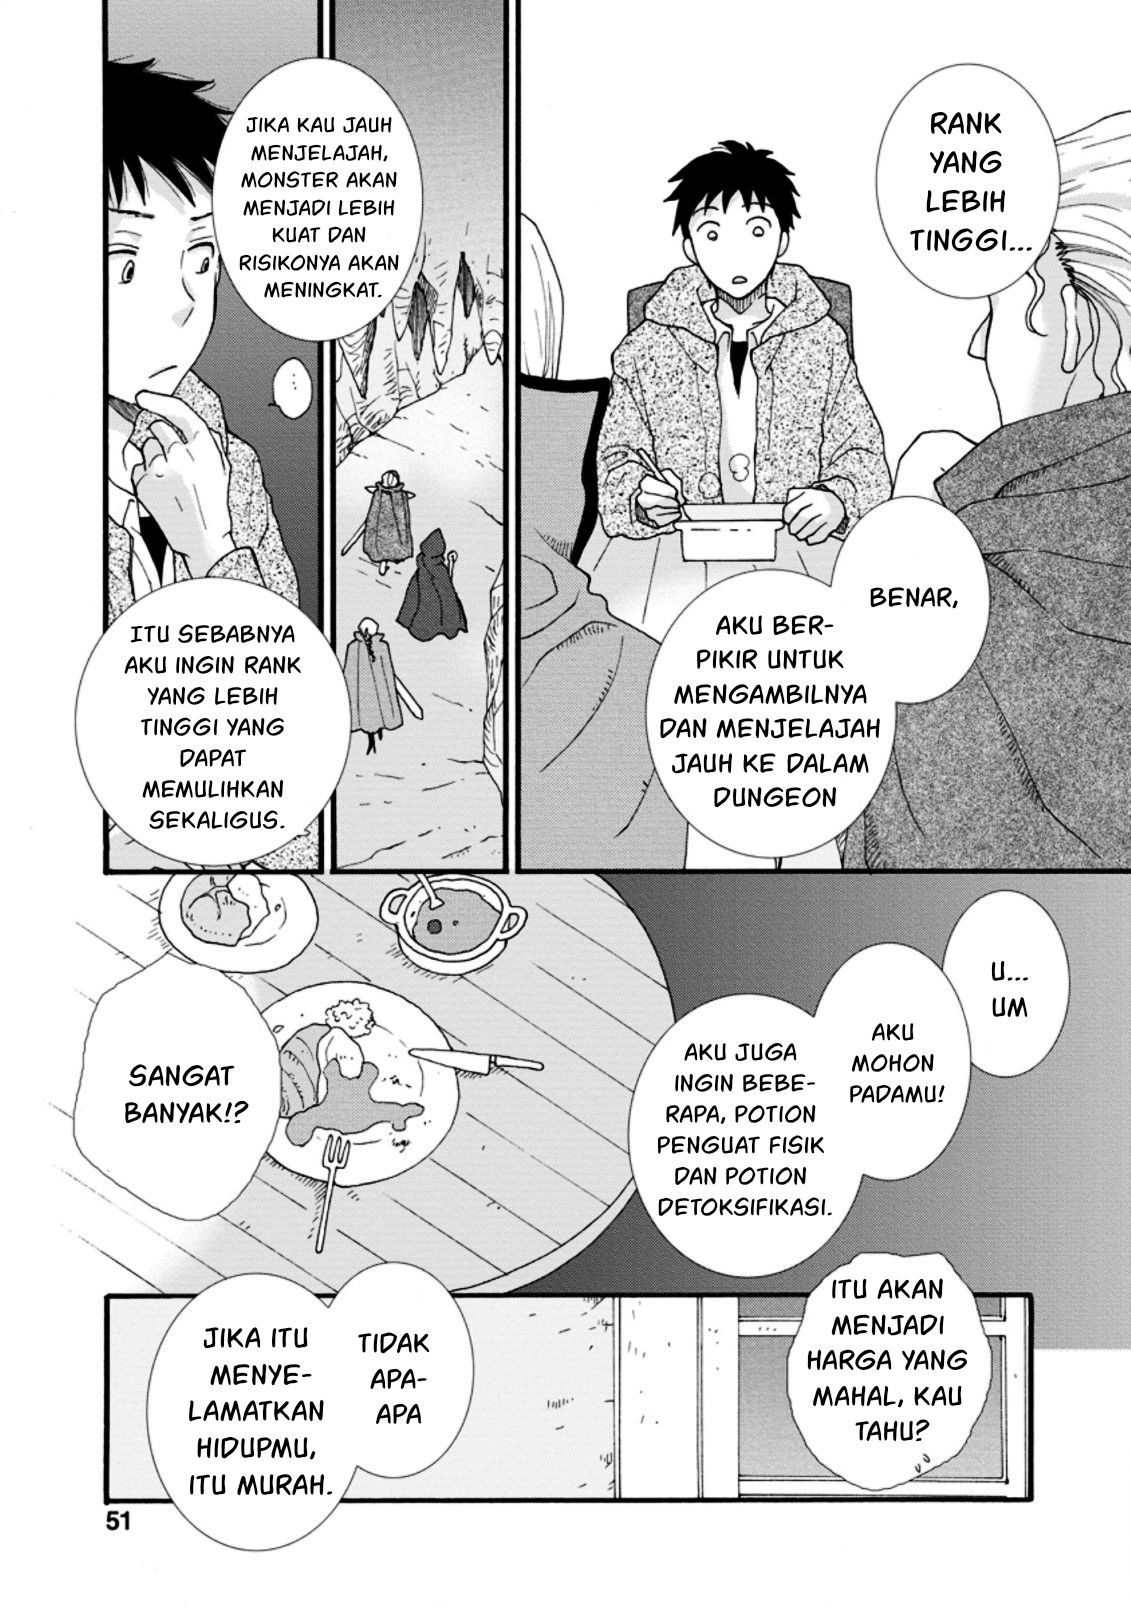 RANK
YANG
LEBIH
TINGGI...
BENAR,
AKU BER-
PIKIR UNTUK
MENGAMBILNYA
DAN MENJELAJAH
JAUH KE DALAM
DUNGEON
JIKA KAU JAUH
MENJELAJAH,
MONSTER AKAN
MENJADI LEBIH
KUAT DAN
RISIKONYA AKAN
MENINGKAT.
...
ITU SEBABNYA
AKU INGIN RANK
YANG LEBIH
TINGGI YANG
DAPAT
MEMULIHKAN
SEKALIGUS.
U...
UM
AKU
MOHON
PADAMU!
AKU JUGA
INGIN BEBE-
RAPA, POTION
PENGUAT FISIK
DAN POTION
DETOKSIFIKASI.
SANGAT
BANYAK!?
ITU AKAN
MENJADI
HARGA YANG
MAHAL, KAU
TAHU?
TIDAK
APA-
APA
JIKA ITU
MENYE-
LAMATKAN
HIDUPMU,
ITU MURAH.
51